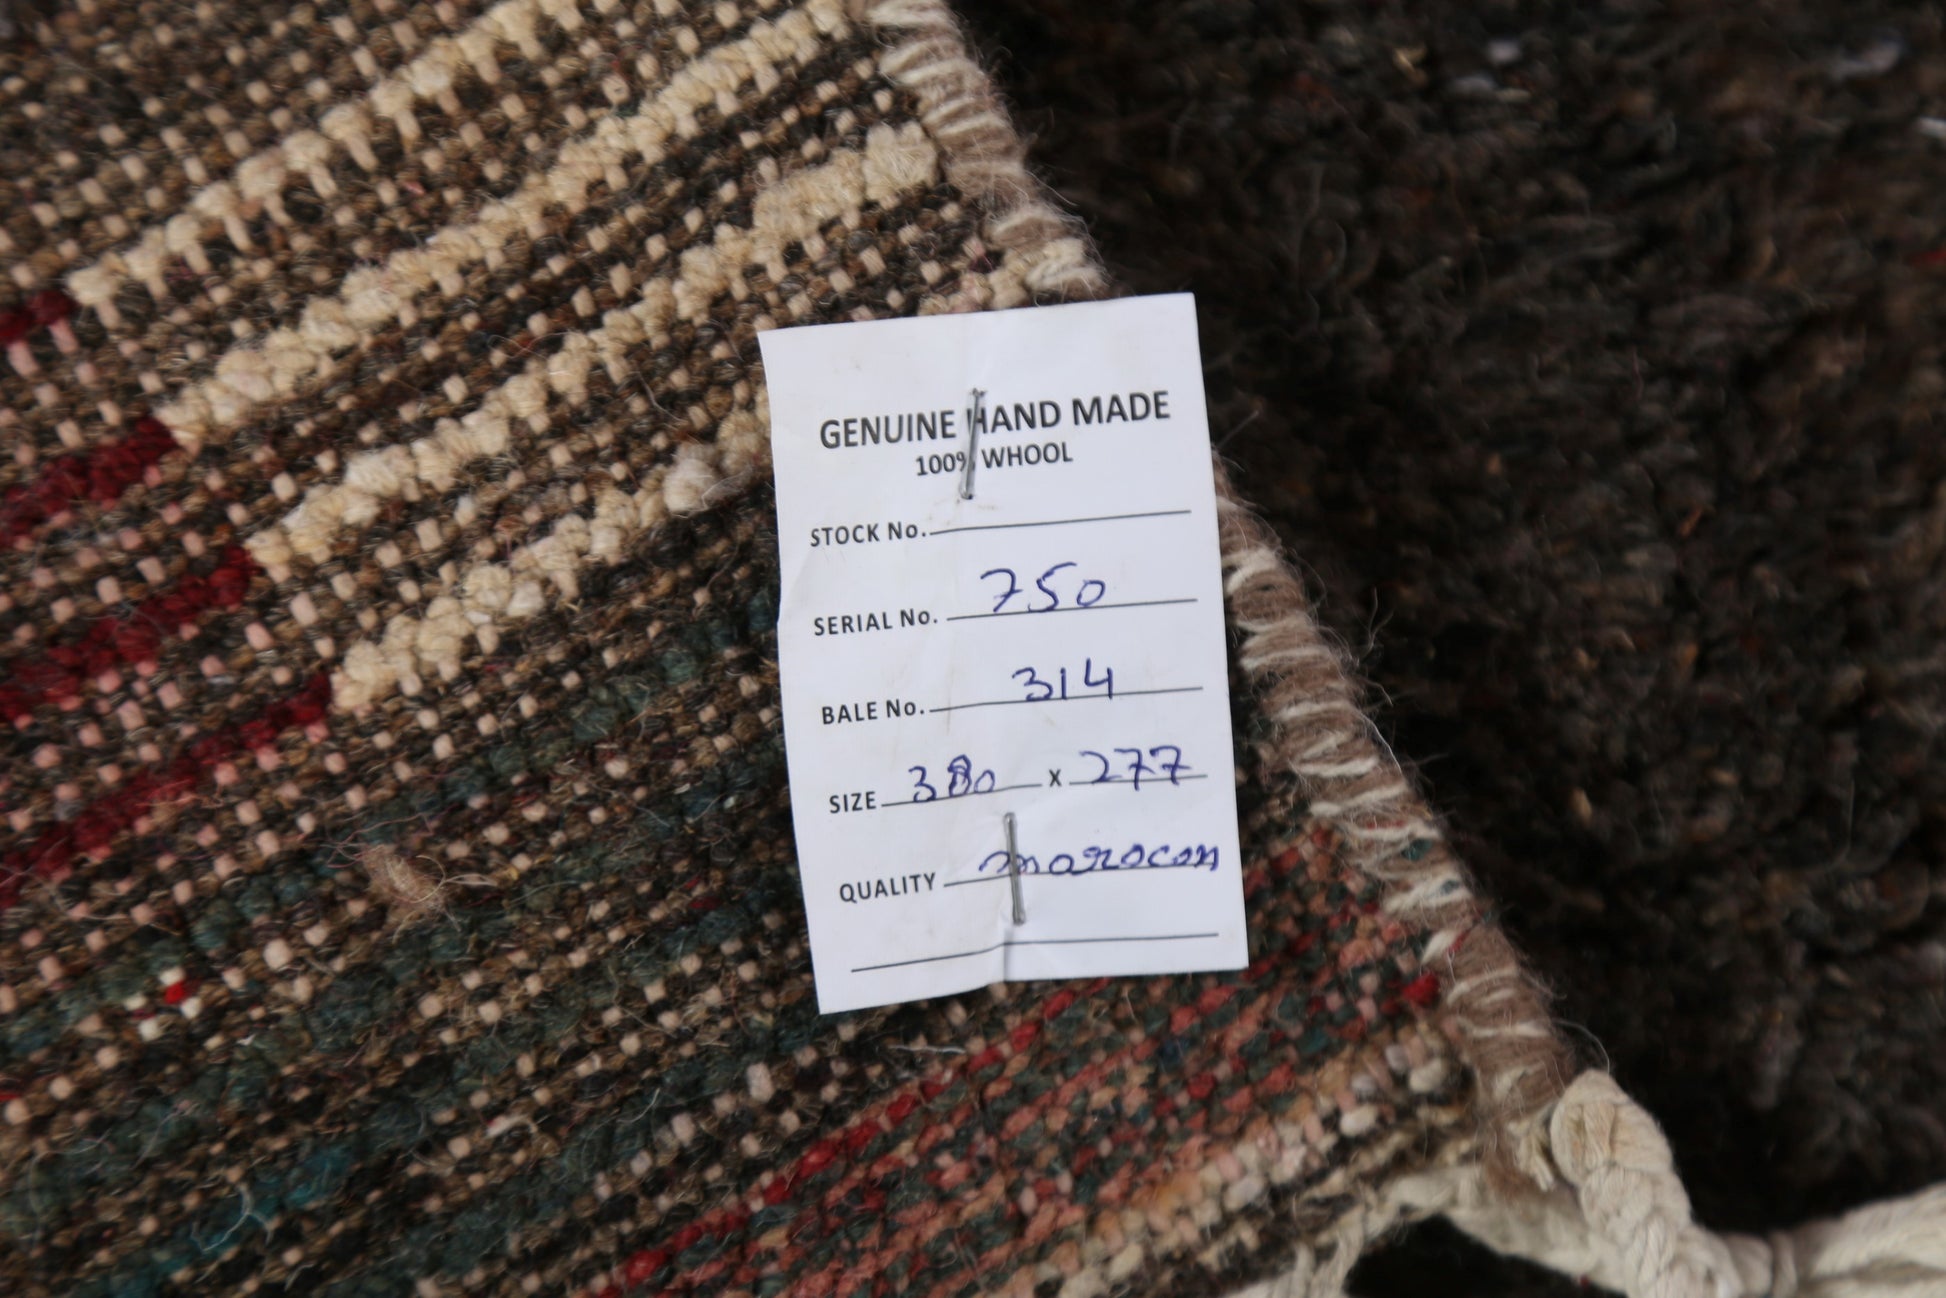 GENUINE HAND MADE
100% WHOOL
STOCK No.
SERIAL No. 750
BALE No. 314
SIZE 380 x 277
QUALITY marocon